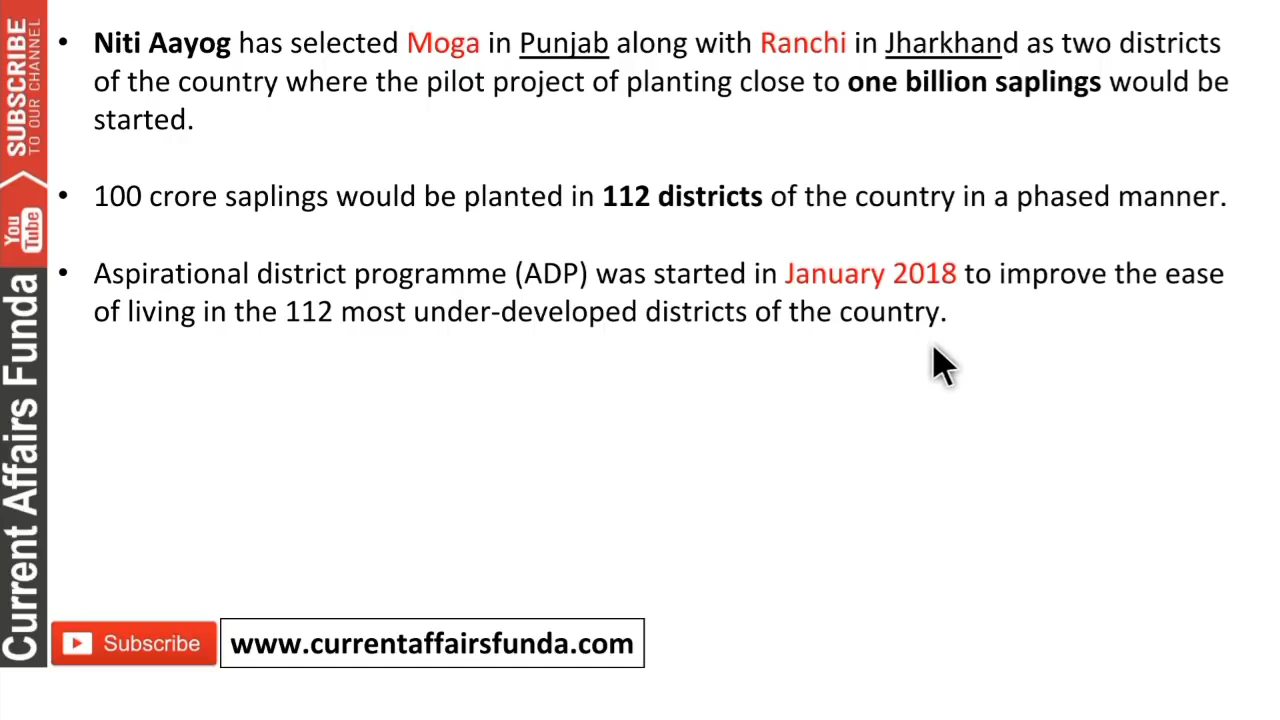 SUBSCRIBE
TO OUR CHANNEL
You
Tube
Current Affairs Funda
• Niti Aayog has selected Moga in Punjab along with Ranchi in Jharkhand as two districts
of the country where the pilot project of planting close to one billion saplings would be
started.
• 100 crore saplings would be planted in 112 districts of the country in a phased manner.
• Aspirational district programme (ADP) was started in January 2018 to improve the ease
of living in the 112 most under-developed districts of the country.
Subscribe
www.currentaffairsfunda.com